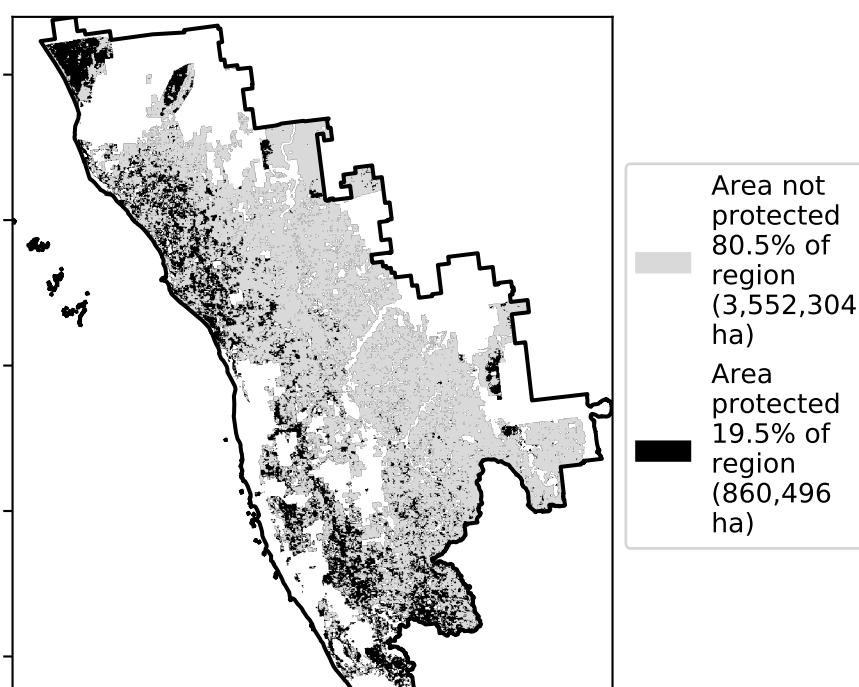 Area not
protected
80.5% of
region
(3,552,304
ha)
Area
protected
19.5% of
region
(860,496
ha)